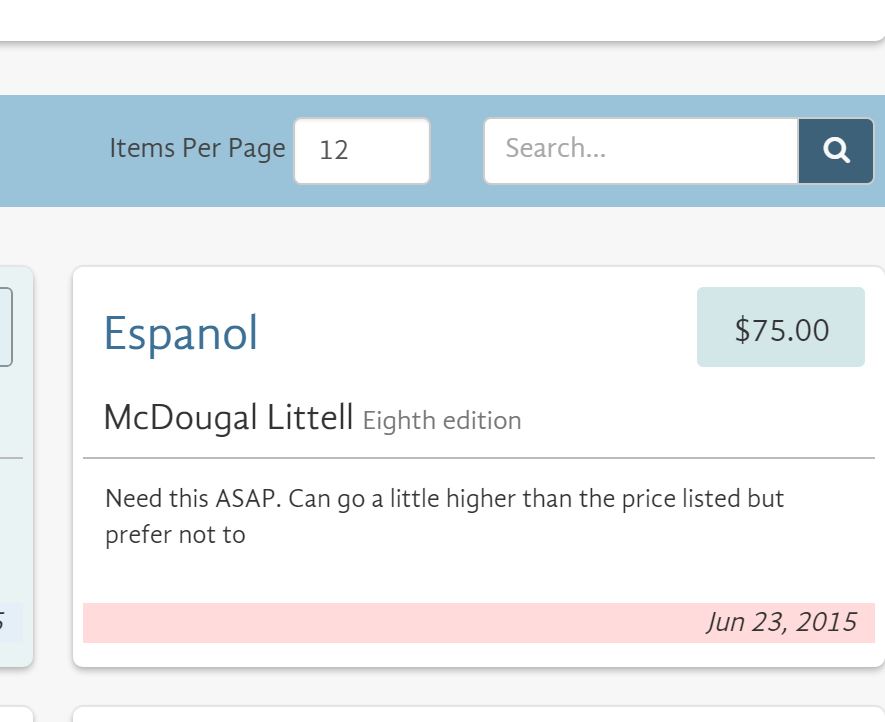 Items Per Page 12 Search...
Espanol $75.00
McDougal Littell Eighth edition
Need this ASAP. Can go a little higher than the price listed but
prefer not to
Jun 23, 2015